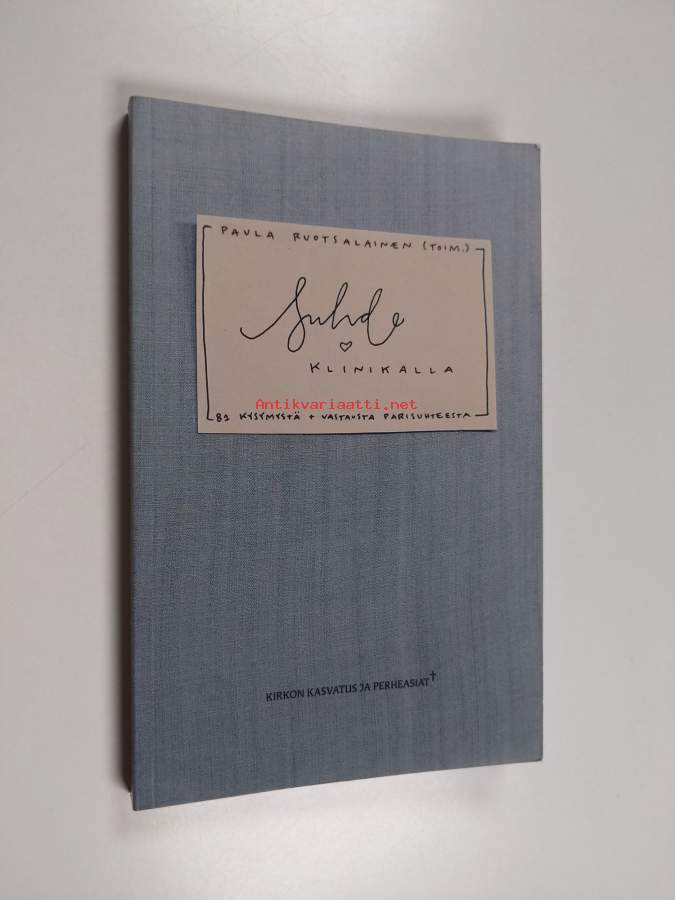 PAULA RUOTSALAINEN (TOIM.)
Suhde
KLINIKALLA
Antikvariaatti.net
81 KYSYMYSTÄ + VASTAUSTA PARISUHTEESTA
KIRKON KASVATUS JA PERHEASIAT